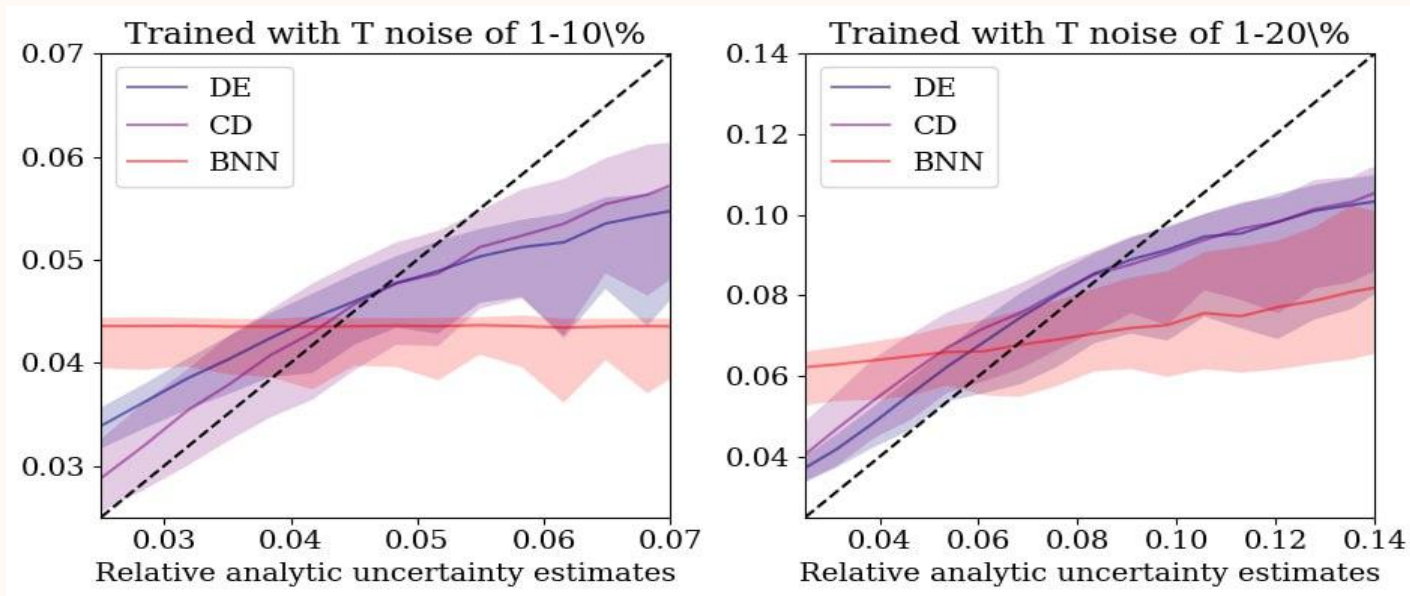 Trained with T noise of 1-10\%
0.07
0.06
0.05
0.04
0.03
DE
CD
BNN
0.03 0.04 0.05 0.06 0.07
Relative analytic uncertainty estimates
Trained with T noise of 1-20\%
0.14
0.12
0.10
0.08
0.06
0.04
DE
CD
BNN
0.04 0.06 0.08 0.10 0.12 0.14
Relative analytic uncertainty estimates